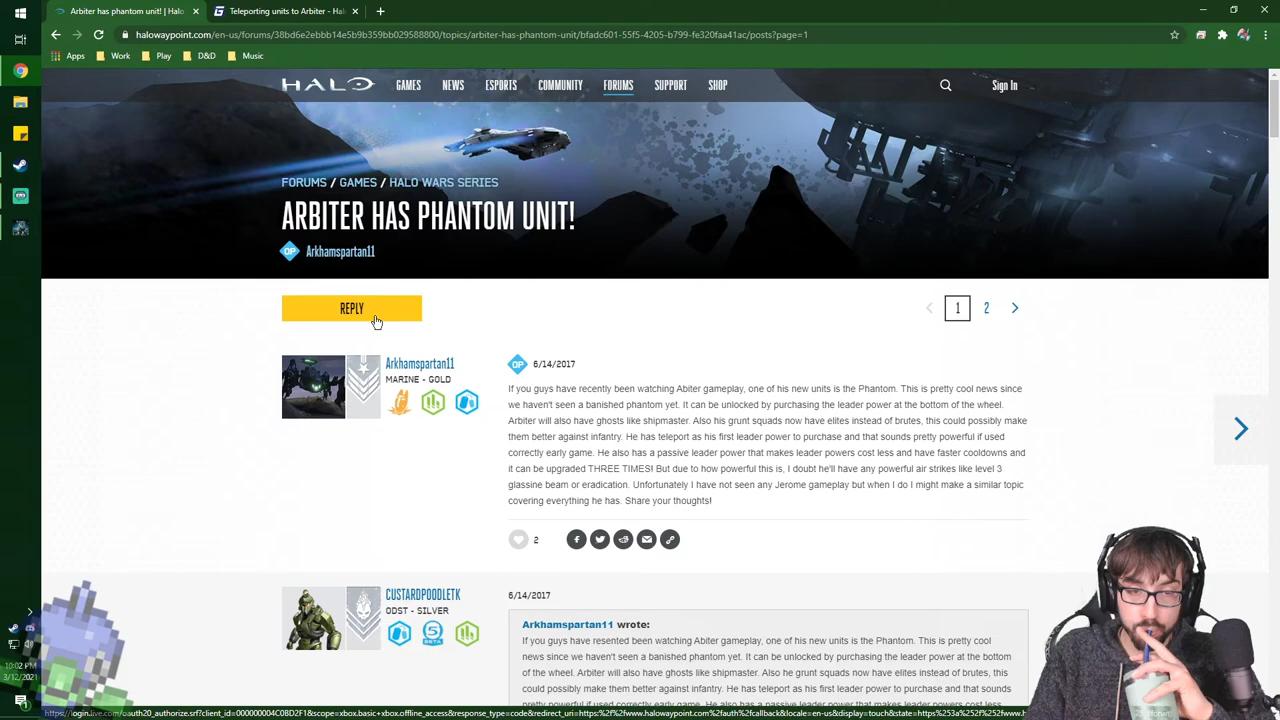 Arbiter has phantom unit! | Halo
Teleporting units to Arbiter - Hal
halowaypoint.com/en-us/forums/38bd6e2ebbb14e5b9b359bb029588800/topics/arbiter-has-phantom-unit/bfadc601-55f5-4205-b799-fe320faa41ac/posts?page=1
Apps Work Play D&D Music
HALO GAMES NEWS ESPORTS COMMUNITY FORUMS SUPPORT SHOP Sign In
FORUMS / GAMES / HALO WARS SERIES
ARBITER HAS PHANTOM UNIT!
OP Arkhamspartan11
REPLY
1 2
Arkhamspartan11
MARINE - GOLD
OP 6/14/2017
If you guys have recently been watching Abiter gameplay, one of his new units is the Phantom. This is pretty cool news since
we haven't seen a banished phantom yet. It can be unlocked by purchasing the leader power at the bottom of the wheel.
Arbiter will also have ghosts like shipmaster. Also his grunt squads now have elites instead of brutes, this could possibly make
them better against infantry. He has teleport as his first leader power to purchase and that sounds pretty powerful if used
correctly early game. He also has a passive leader power that makes leader powers cost less and have faster cooldowns and
it can be upgraded THREE TIMES! But due to how powerful this is, I doubt he'll have any powerful air strikes like level 3
glassine beam or eradication. Unfortunately I have not seen any Jerome gameplay but when I do I might make a similar topic
covering everything he has. Share your thoughts!
2
CUSTARDPOODLETK
ODST - SILVER
5
BETA
6/14/2017
Arkhamspartan11 wrote:
If you guys have resented been watching Abiter gameplay, one of his new units is the Phantom. This is pretty cool
news since we haven't seen a banished phantom yet. It can be unlocked by purchasing the leader power at the bottom
of the wheel. Arbiter will also have ghosts like shipmaster. Also he grunt squads now have elites instead of brutes, this
could possibly make them better against infantry. He has teleport as his first leader power to purchase and that sounds
10:02 PM
3/12/2021